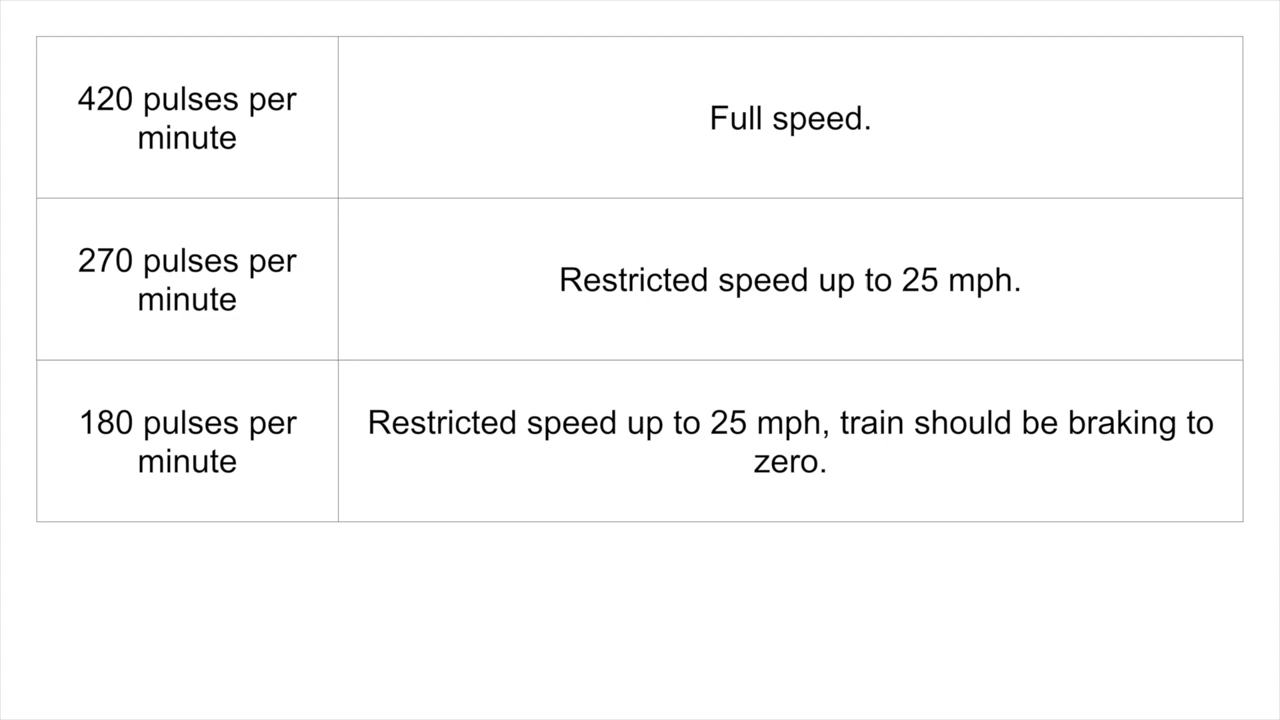 420 pulses per
minute
Full speed.
270 pulses per
minute
Restricted speed up to 25 mph.
180 pulses per
minute
Restricted speed up to 25 mph, train should be braking to
zero.